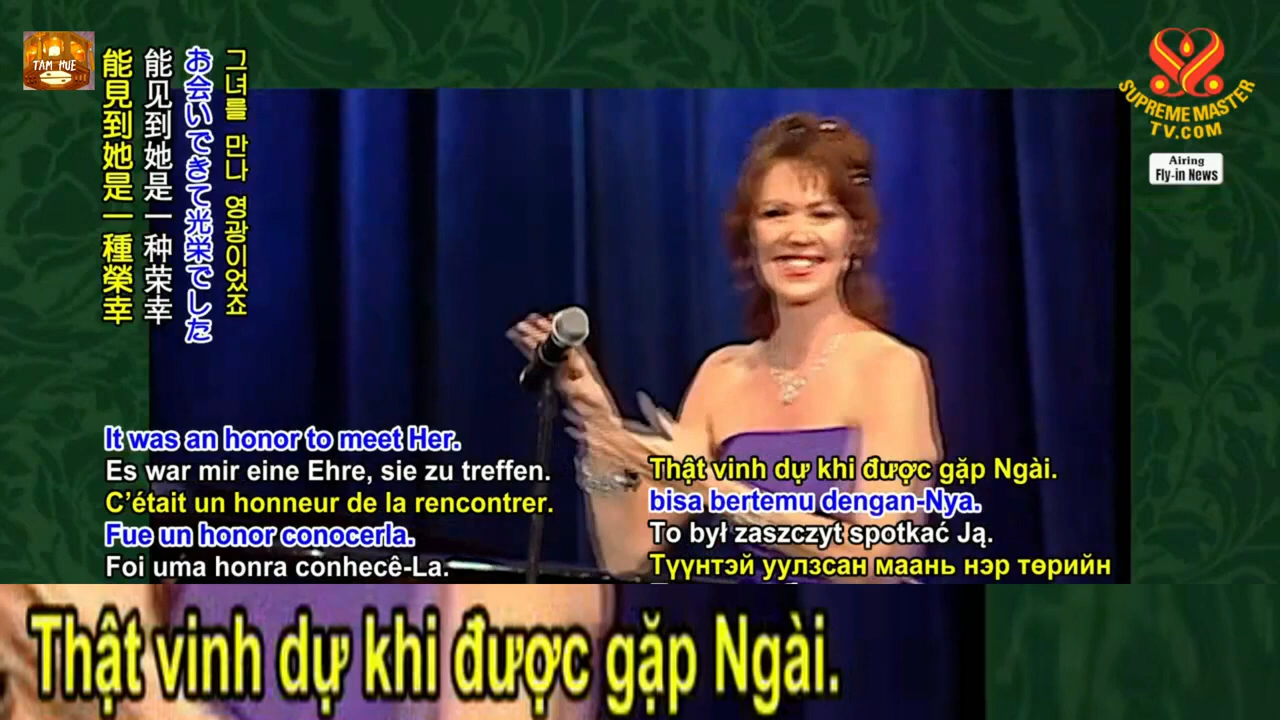 TÂM HUE
能見到她是一種榮幸
能见到她是一种荣幸
お会いできて光栄でした
그녀를 만나 영광이었죠
SUPREME MASTER
TV.COM
Airing
Fly-in News
It was an honor to meet Her.
Es war mir eine Ehre, sie zu treffen.
C’était un honneur de la rencontrer.
Fue un honor conocerla.
Foi uma honra conhecê-La.
Thật vinh dự khi được gặp Ngài.
bisa bertemu dengan-Nya.
To był zaszczyt spotkać Ją.
Түүнтэй уулзсан маань нэр төрийн
Thật vinh dự khi được gặp Ngài.